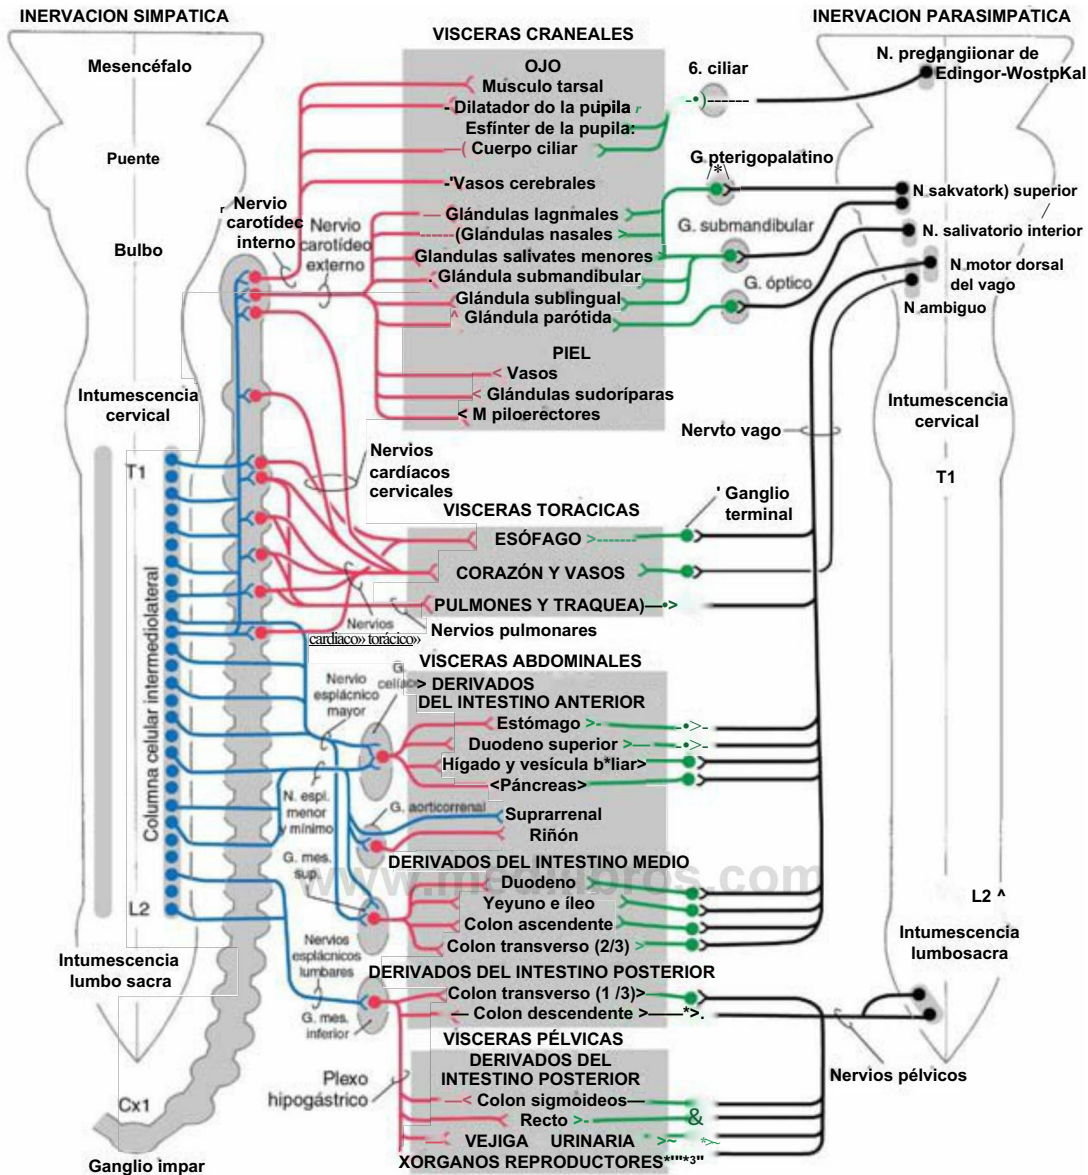 INERVACION SIMPATICA
INERVACION PARASIMPATICA
VISCERAS CRANEALES
OJO
Musculo tarsal
- Dilatador do la pupila r
Esfínter de la pupila:
—( Cuerpo ciliar
-'Vasos cerebrales
— Glándulas lagnmales
------(Glandulas nasales
Glandulas salivates menores
. Glándula submandibular
Glándula sublingual
^ Glándula parótida
PIEL
< Vasos
< Glándulas sudoríparas
< M piloerectores
Mesencéfalo
Puente
Bulbo
Intumescencia
cervical
T1
Columna celular intermediolateral
L2
Intumescencia
lumbo sacra
Cx1
Ganglio impar
r Nervio
carotídec
interno
Nervio
carotídeo
externo
Nervios
cardíacos
cervicales
6. ciliar
G pterigopalatino
G. submandibular
G. óptico
N. predangiionar de
Edingor-WostpKal
N sakvatork) superior
N. salivatorio interior
N motor dorsal
del vago
N ambiguo
Intumescencia
cervical
T1
Nervto vago
' Ganglio
terminal
VISCERAS TORACICAS
ESÓFAGO >-------
CORAZÓN Y VASOS
PULMONES Y TRAQUEA)—•>
Nervios
cardiaco» torácico»
Nervios pulmonares
VISCERAS ABDOMINALES
G.
celíac
> DERIVADOS
DEL INTESTINO ANTERIOR
Nervio
esplácnico
mayor
Estómago >-
Duodeno superior >—
Hígado y vesícula b*liar>
<Páncreas>
N. espl.
menor
y mínimo
G. aorticorrenal
Suprarrenal
Riñón
G. mes.
sup.
DERIVADOS DEL INTESTINO MEDIO
Duodeno
Yeyuno e íleo
Colon ascendente
Colon transverso (2/3) >
L2 ^
Intumescencia
lumbosacra
Nervios
esplácnicos
lumbares
G. mes.
inferior
DERIVADOS DEL INTESTINO POSTERIOR
Colon transverso (1 /3)>
— Colon descendente >——*>.
VISCERAS PÉLVICAS
DERIVADOS DEL
INTESTINO POSTERIOR
Plexo
hipogástrico
—< Colon sigmoideos—
Recto >- &
VEJIGA URINARIA >~ *>~
XORGANOS REPRODUCTORES*'"*3"
Nervios pélvicos